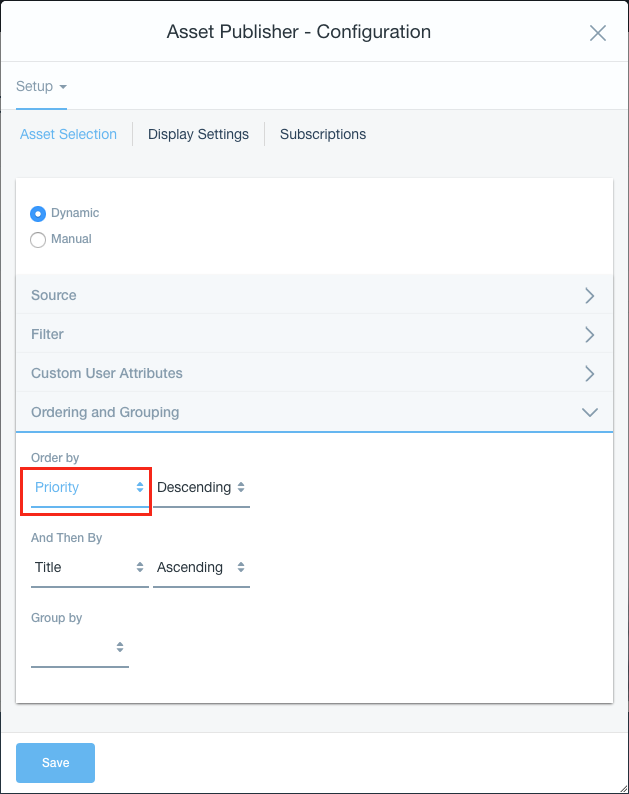 Asset Publisher - Configuration
Setup
Asset Selection Display Settings Subscriptions
Dynamic
Manual
Source
Filter
Custom User Attributes
Ordering and Grouping
Order by
Priority Descending
And Then By
Title Ascending
Group by
Save